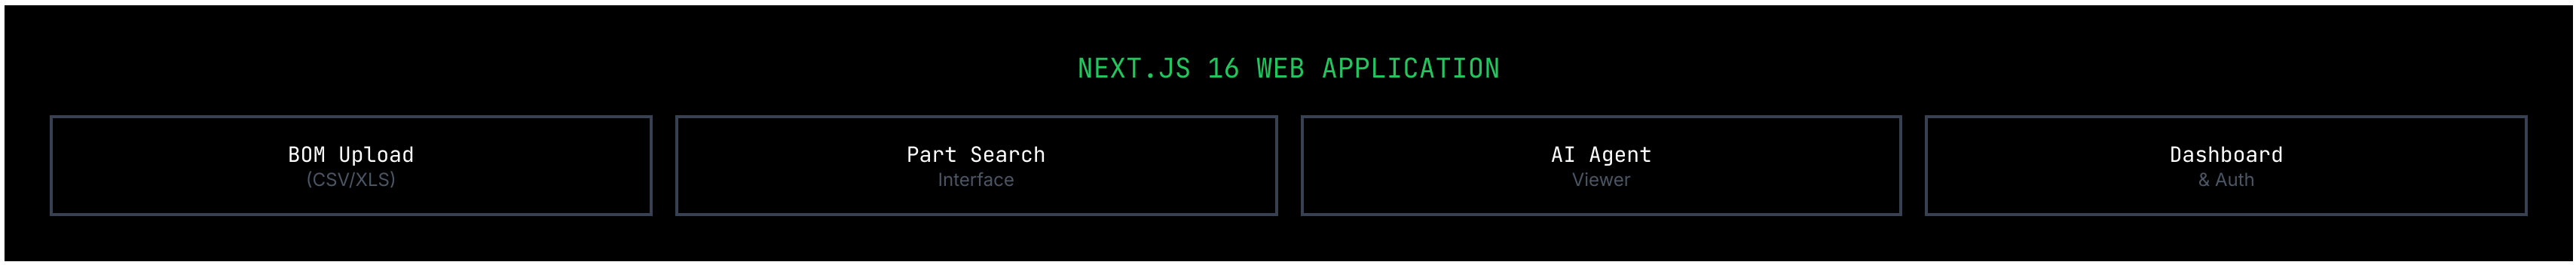 NEXT.JS 16 WEB APPLICATION
BOM Upload
(CSV/XLS)
Part Search
Interface
AI Agent
Viewer
Dashboard
& Auth